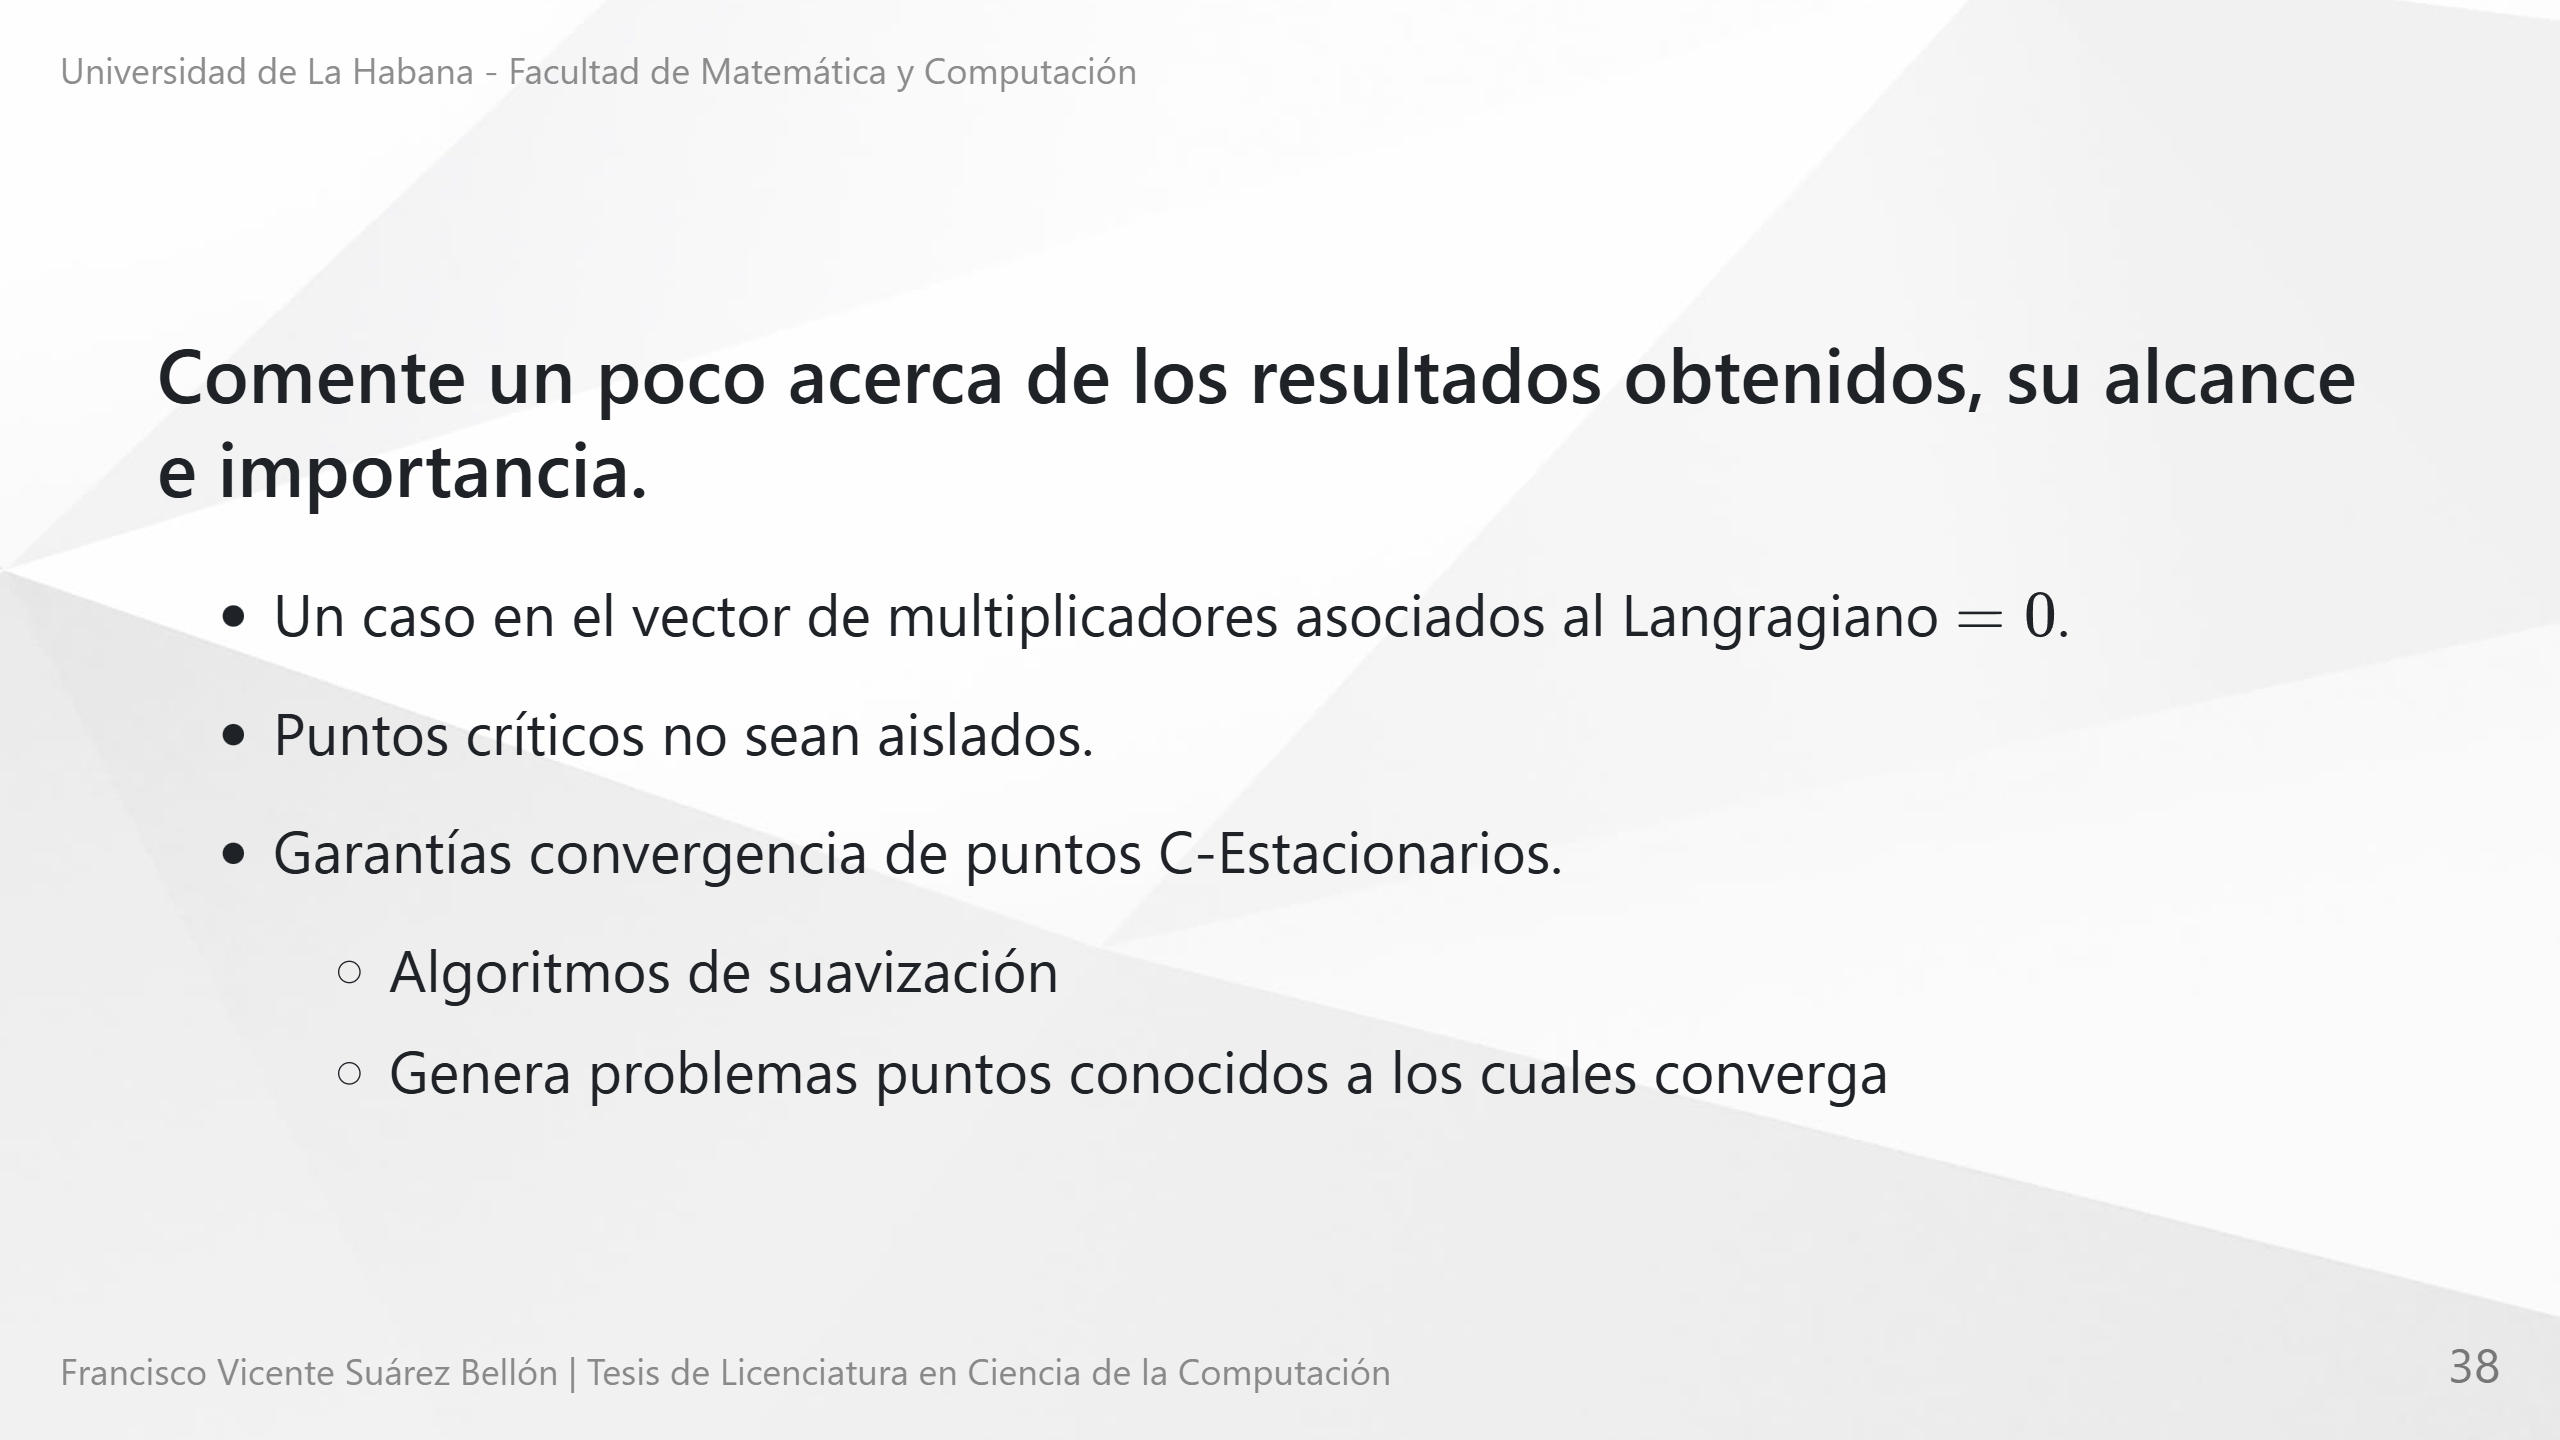 Universidad de La Habana - Facultad de Matemática y Computación
Comente un poco acerca de los resultados obtenidos, su alcance
e importancia.
• Un caso en el vector de multiplicadores asociados al Langragiano = 0.
• Puntos críticos no sean aislados.
• Garantías convergencia de puntos C-Estacionarios.
○ Algoritmos de suavización
○ Genera problemas puntos conocidos a los cuales converga
Francisco Vicente Suárez Bellón | Tesis de Licenciatura en Ciencia de la Computación
38